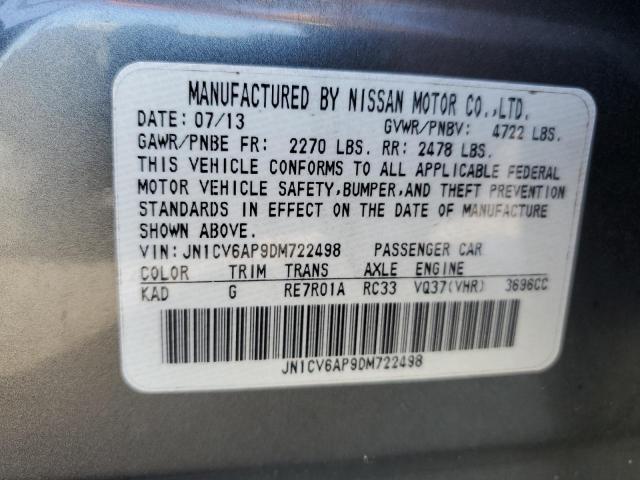 MANUFACTURED BY NISSAN MOTOR CO.,LTD.
DATE: 07/13 GVWR/PNBV: 4722 LBS.
GAWR/PNBE FR: 2270 LBS. RR: 2478 LBS.
THIS VEHICLE CONFORMS TO ALL APPLICABLE FEDERAL
MOTOR VEHICLE SAFETY,BUMPER,AND THEFT PREVENTION
STANDARDS IN EFFECT ON THE DATE OF MANUFACTURE
SHOWN ABOVE.
VIN:JN1CV6AP9DM722498 PASSENGER CAR
COLOR TRIM TRANS AXLE ENGINE
KAD G RE7R01A RC33 VQ37(VHR) 3696CC
JN1CV6AP9DM722498